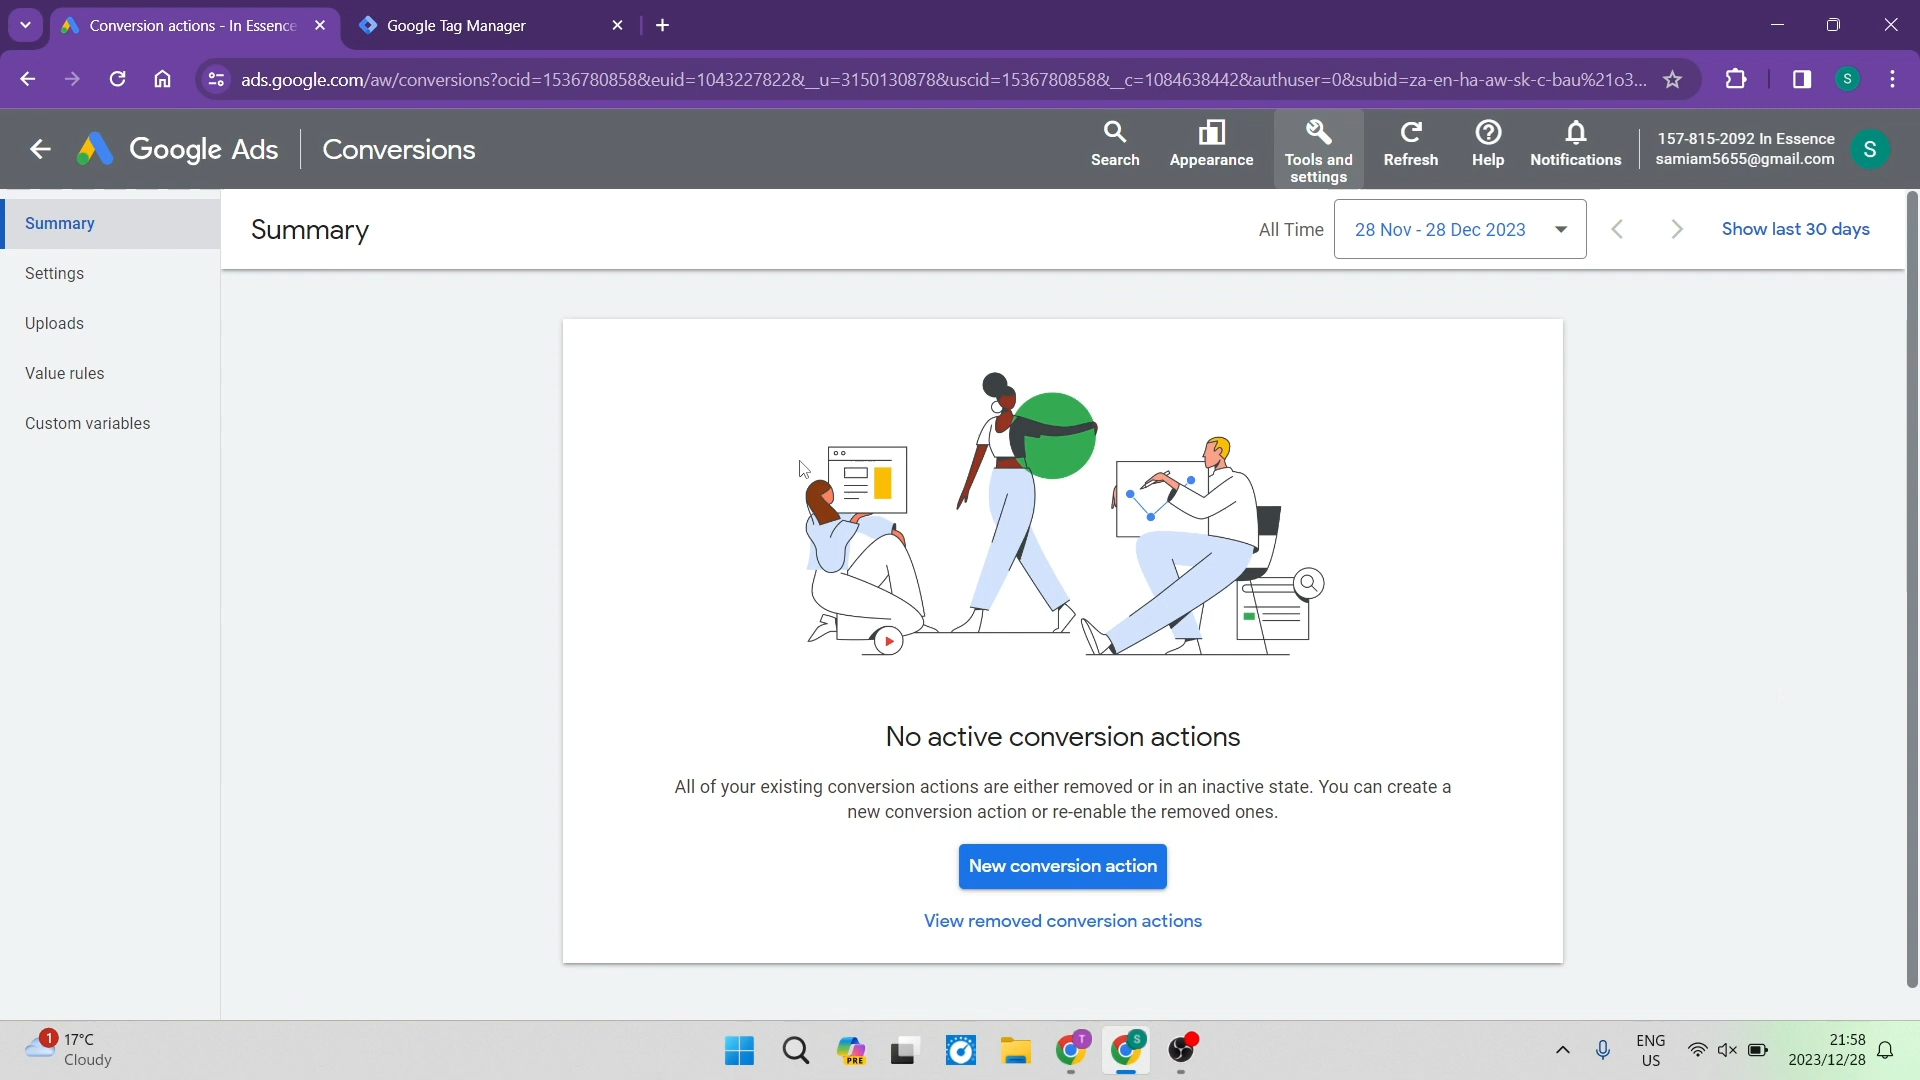 Conversion actions - In Essence
Google Tag Manager
ads.google.com/aw/conversions?ocid=1536780858&euid=1043227822&__u=3150130878&uscid=1536780858&__c=1084638442&authuser=0&subid=za-en-ha-aw-sk-c-bau%21o3...
S
Google Ads
Conversions
Search
Appearance
Tools and
settings
Refresh
Help
Notifications
157-815-2092 In Essence
samiam5655@gmail.com
S
Summary
Settings
Uploads
Value rules
Custom variables
Summary
All Time
28 Nov - 28 Dec 2023
Show last 30 days
No active conversion actions
All of your existing conversion actions are either removed or in an inactive state. You can create a
new conversion action or re-enable the removed ones.
New conversion action
View removed conversion actions
1
17°C
Cloudy
PRE
T
S
ENG
US
21:58
2023/12/28